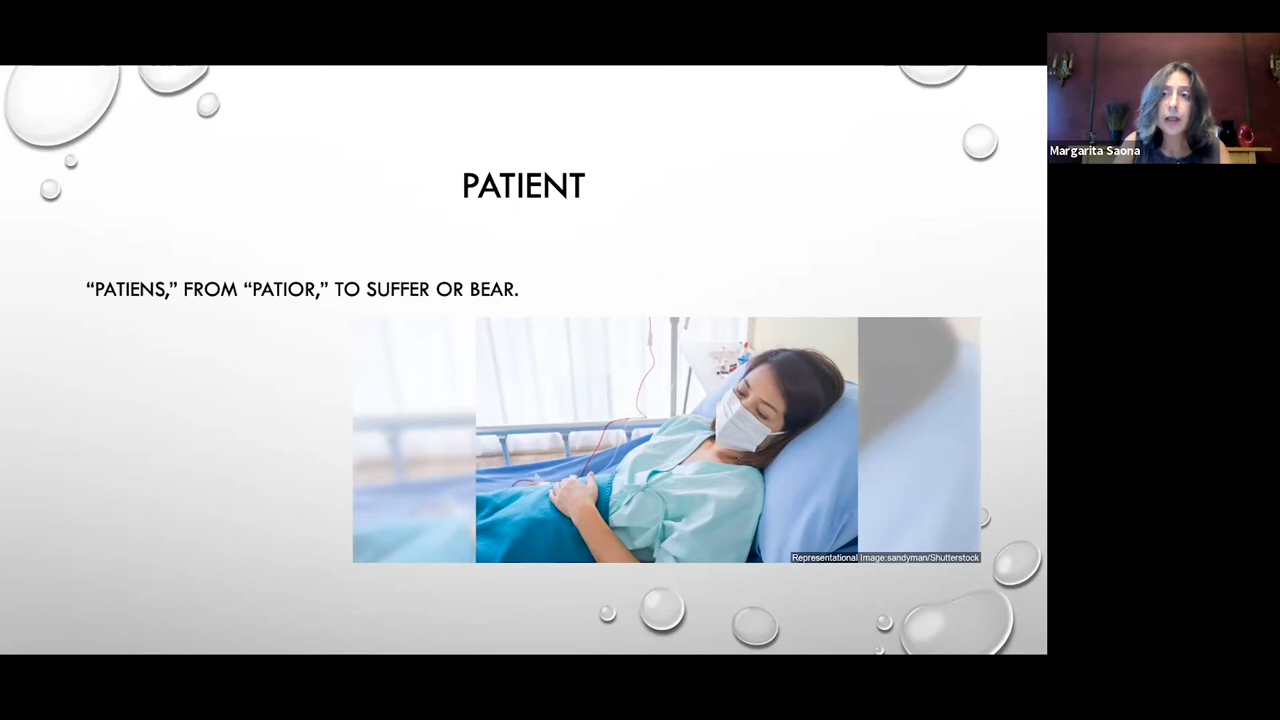 PATIENT
“PATIENS,” FROM “PATIOR,” TO SUFFER OR BEAR.
Representational Image:sandyman/Shutterstock
Margarita Saona